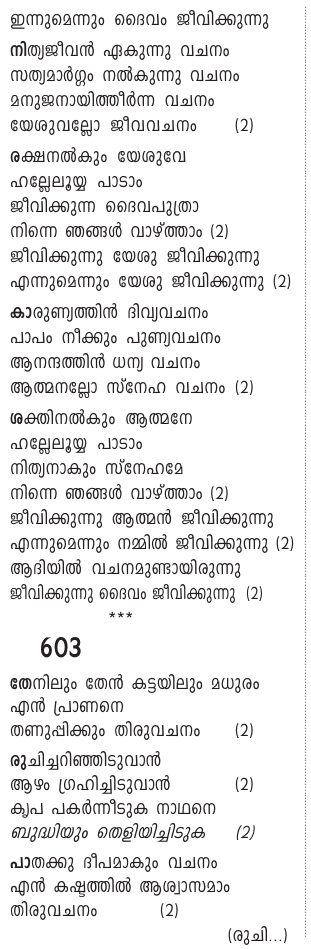 ഇന്നുമെന്നും ദൈവം ജീവിക്കുന്നു
നിത്യജീവൻ ഏകുന്നു വചനം
സത്യമാർഗ്ഗം നൽകുന്നു വചനം
മനുജനായിത്തീർന്ന വചനം
യേശുവല്ലോ ജീവവചനം (2)
രക്ഷനൽകും യേശുവേ
ഹല്ലേലൂയ്യ പാടാം
ജീവിക്കുന്ന ദൈവപുത്രാ
നിന്നെ ഞങ്ങൾ വാഴ്ത്താം (2)
ജീവിക്കുന്നു യേശു ജീവിക്കുന്നു
എന്നുമെന്നും യേശു ജീവിക്കുന്നു (2)
കാരുണ്യത്തിൻ ദിവ്യവചനം
പാപം നീക്കും പുണ്യവചനം
ആനന്ദത്തിൻ ധന്യ വചനം
ആത്മനല്ലോ സ്നേഹ വചനം (2)
ശക്തിനൽകും ആത്മനേ
ഹല്ലേലൂയ്യ പാടാം
നിത്യനാകും സ്നേഹമേ
നിന്നെ ഞങ്ങൾ വാഴ്ത്താം (2)
ജീവിക്കുന്നു ആത്മൻ ജീവിക്കുന്നു
എന്നുമെന്നും നമ്മിൽ ജീവിക്കുന്നു (2)
ആദിയിൽ വചനമുണ്ടായിരുന്നു
ജീവിക്കുന്നു ദൈവം ജീവിക്കുന്നു (2)
***
603
തേനിലും തേൻ കട്ടയിലും മധുരം
എൻ പ്രാണനെ
തണുപ്പിക്കും തിരുവചനം (2)
രുചിച്ചറിഞ്ഞിടുവാൻ
ആഴം ഗ്രഹിച്ചിടുവാൻ (2)
കൃപ പകർന്നീടുക നാഥനെ
ബുദ്ധിയും തെളിയിച്ചിടുക (2)
പാതക്കു ദീപമാകും വചനം
എൻ കഷ്ടത്തിൽ ആശ്വാസമാം
തിരുവചനം (2)
(രുചി...)